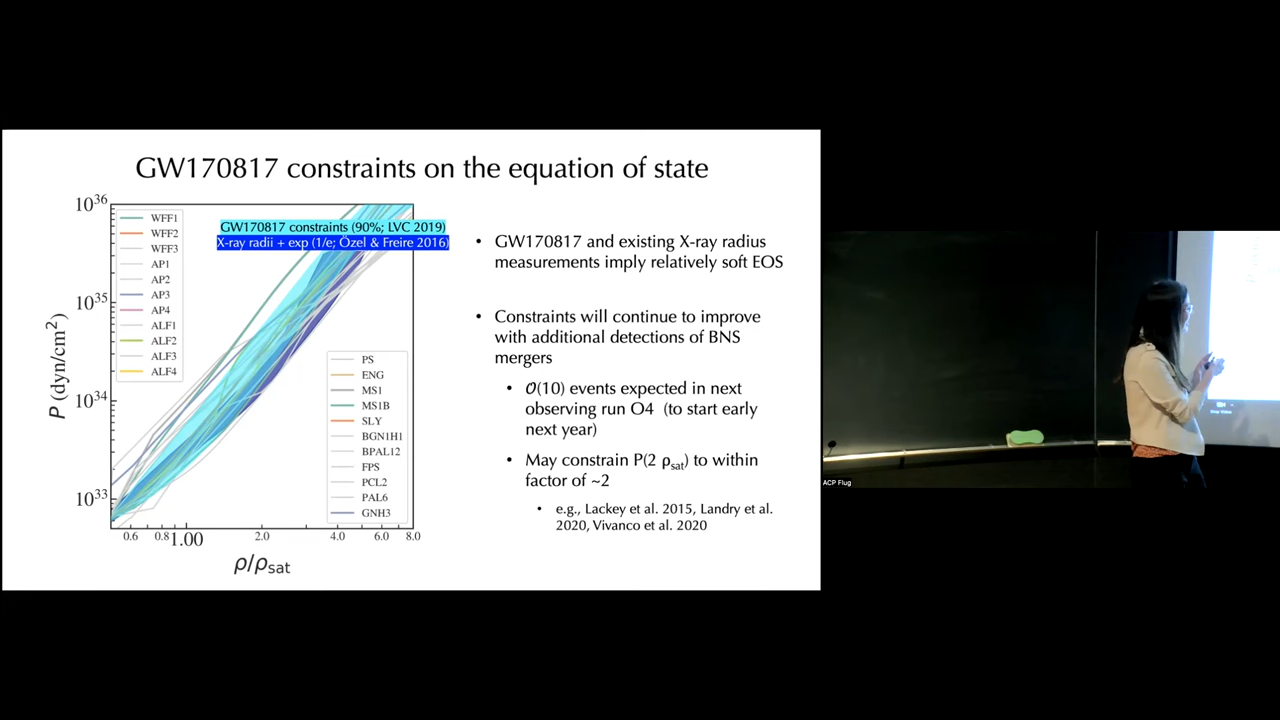 GW170817 constraints on the equation of state
10^36
10^35
10^34
10^33
P (dyn/cm²)
WFF1
WFF2
WFF3
AP1
AP2
AP3
AP4
ALF1
ALF2
ALF3
ALF4
GW170817 constraints (90%; LVC 2019)
X-ray radii + exp (1/e; Özel & Freire 2016)
PS
ENG
MS1
MS1B
SLY
BGN1H1
BPAL12
FPS
PCL2
PAL6
GNH3
0.6 0.8 1.00 2.0 4.0 6.0 8.0
ρ/ρsat
• GW170817 and existing X-ray radius
measurements imply relatively soft EOS
• Constraints will continue to improve
with additional detections of BNS
mergers
• 𝒪(10) events expected in next
observing run O4 (to start early
next year)
• May constrain P(2 ρsat) to within
factor of ~2
• e.g., Lackey et al. 2015, Landry et al.
2020, Vivanco et al. 2020
ACP Flug